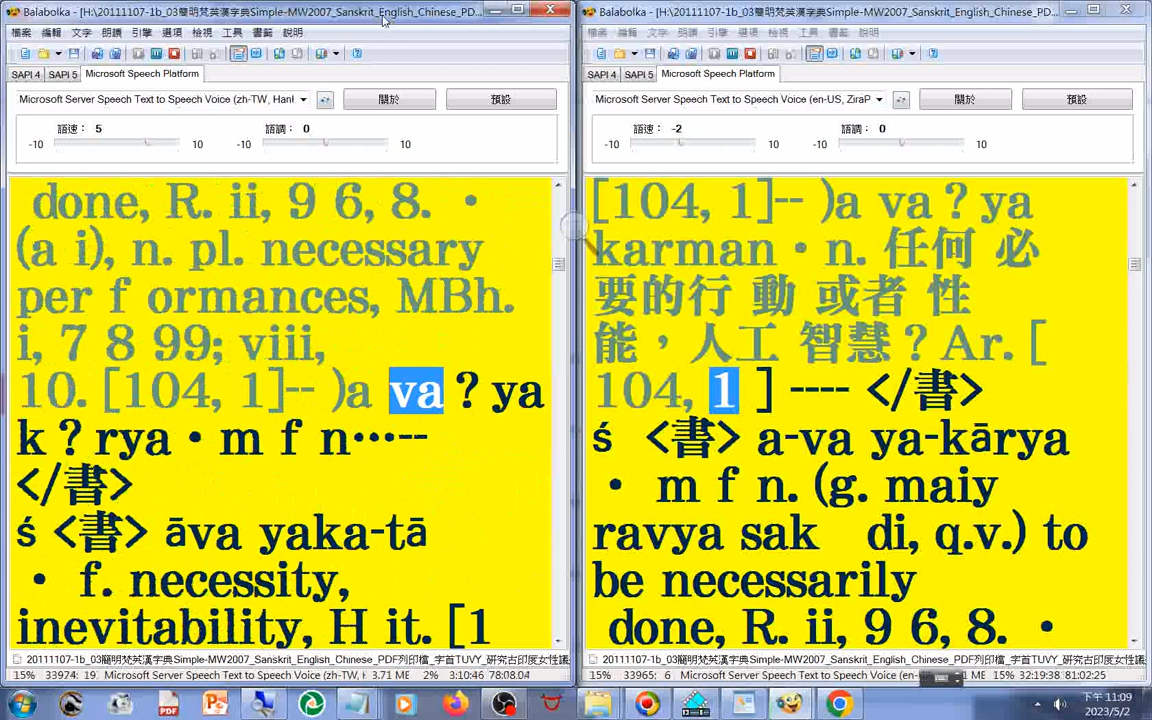 Balabolka - [H:\20111107-1b_03簡明梵英漢字典Simple-MW2007_Sanskrit_English_Chinese_PD...
檔案 編輯 文字 朗讀 引擎 選項 檢視 工具 書籤 說明
SAPI 4 SAPI 5 Microsoft Speech Platform
Microsoft Server Speech Text to Speech Voice (zh-TW, Hanl 關於 預設
語速： 5 語調： 0
-10 10 -10 10
done, R. ii, 9 6, 8. •
(a i), n. pl. necessary
per f ormances, MBh.
i, 7 8 99; viii,
10. [104, 1]-- )a va？ya
k？rya • m f n…--
</書>
ś <書> āva yaka-tā
• f. necessity,
inevitability, H it. [1
20111107-1b_03簡明梵英漢字典Simple-MW2007_Sanskrit_English_Chinese_PDF列印檔_字首TUVY_研究古印度女性議
15% 33974: 19. Microsoft Server Speech Text to Speech Voice (zh-TW, H 3.71 ME 2% 3:10:46 78:08.04
Balabolka - [H:\20111107-1b_03簡明梵英漢字典Simple-MW2007_Sanskrit_English_Chinese_PD...
檔案 編輯 文字 朗讀 引擎 選項 檢視 工具 書籤 說明
SAPI 4 SAPI 5 Microsoft Speech Platform
Microsoft Server Speech Text to Speech Voice (en-US, ZiraP 關於 預設
語速： -2 語調： 0
-10 10 -10 10
[104, 1]-- )a va？ya
karman • n. 任何 必
要的行 動 或者 性
能，人工 智慧？Ar. [
104, 1 ] ---- </書>
ś <書> a-va ya-kārya
• m f n. (g. maiy
ravya sak di, q.v.) to
be necessarily
done, R. ii, 9 6, 8. •
20111107-1b_03簡明梵英漢字典Simple-MW2007_Sanskrit_English_Chinese_PDF列印檔_字首TUVY_研究古印度女性議
15% 33965: 6 Microsoft Server Speech Text to Speech Voice 15% 32:19:38 81:02:25
下午 11:09
2023/5/2